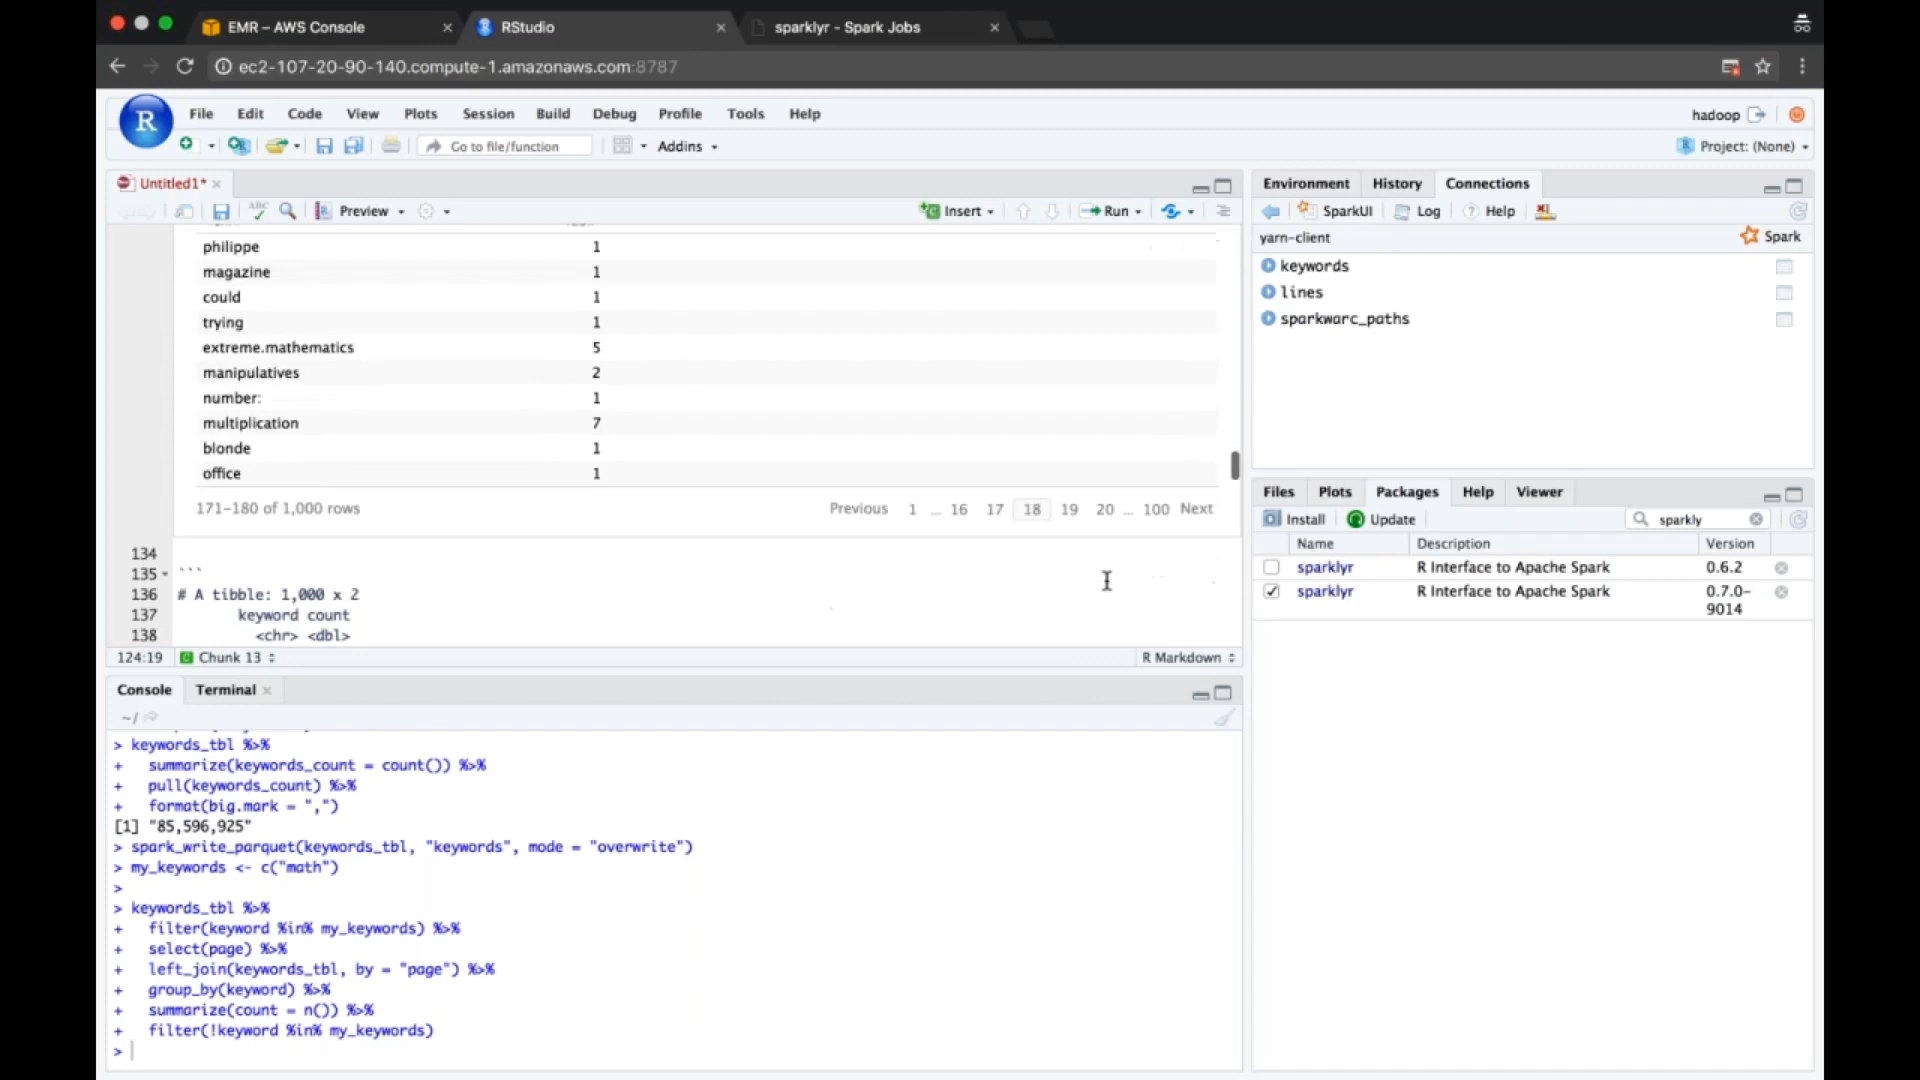 EMR – AWS Console
RStudio
sparklyr - Spark Jobs
ec2-107-20-90-140.compute-1.amazonaws.com:8787
R
File Edit Code View Plots Session Build Debug Profile Tools Help
hadoop
Go to file/function
Addins
Project: (None)
Untitled1*
ABC
Preview
Insert
Run
philippe 1
magazine 1
could 1
trying 1
extreme.mathematics 5
manipulatives 2
number: 1
multiplication 7
blonde 1
office 1
171–180 of 1,000 rows
Previous 1 ... 16 17 18 19 20 ... 100 Next
134
135 ```
136 # A tibble: 1,000 x 2
137 keyword count
138 <chr> <dbl>
124:19 Chunk 13
R Markdown
Console Terminal
~/
> keywords_tbl %>%
+ summarize(keywords_count = count()) %>%
+ pull(keywords_count) %>%
+ format(big.mark = ",")
[1] "85,596,925"
> spark_write_parquet(keywords_tbl, "keywords", mode = "overwrite")
> my_keywords <- c("math")
>
> keywords_tbl %>%
+ filter(keyword %in% my_keywords) %>%
+ select(page) %>%
+ left_join(keywords_tbl, by = "page") %>%
+ group_by(keyword) %>%
+ summarize(count = n()) %>%
+ filter(!keyword %in% my_keywords)
>
Environment History Connections
SparkUI Log Help
yarn-client
Spark
keywords
lines
sparkwarc_paths
Files Plots Packages Help Viewer
Install Update
sparkly
Name Description Version
sparklyr R Interface to Apache Spark 0.6.2
sparklyr R Interface to Apache Spark 0.7.0-
9014